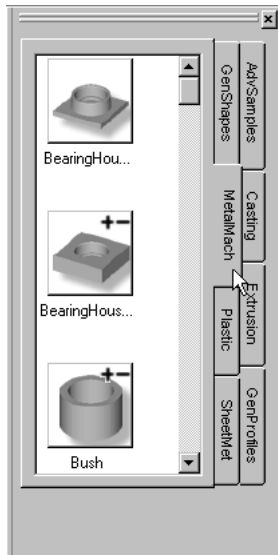 BearingHou...
BearingHous...
Bush
GenShapes
MetalMach
Plastic
SheetMet
AdvSamples
Casting
Extrusion
GenProfiles